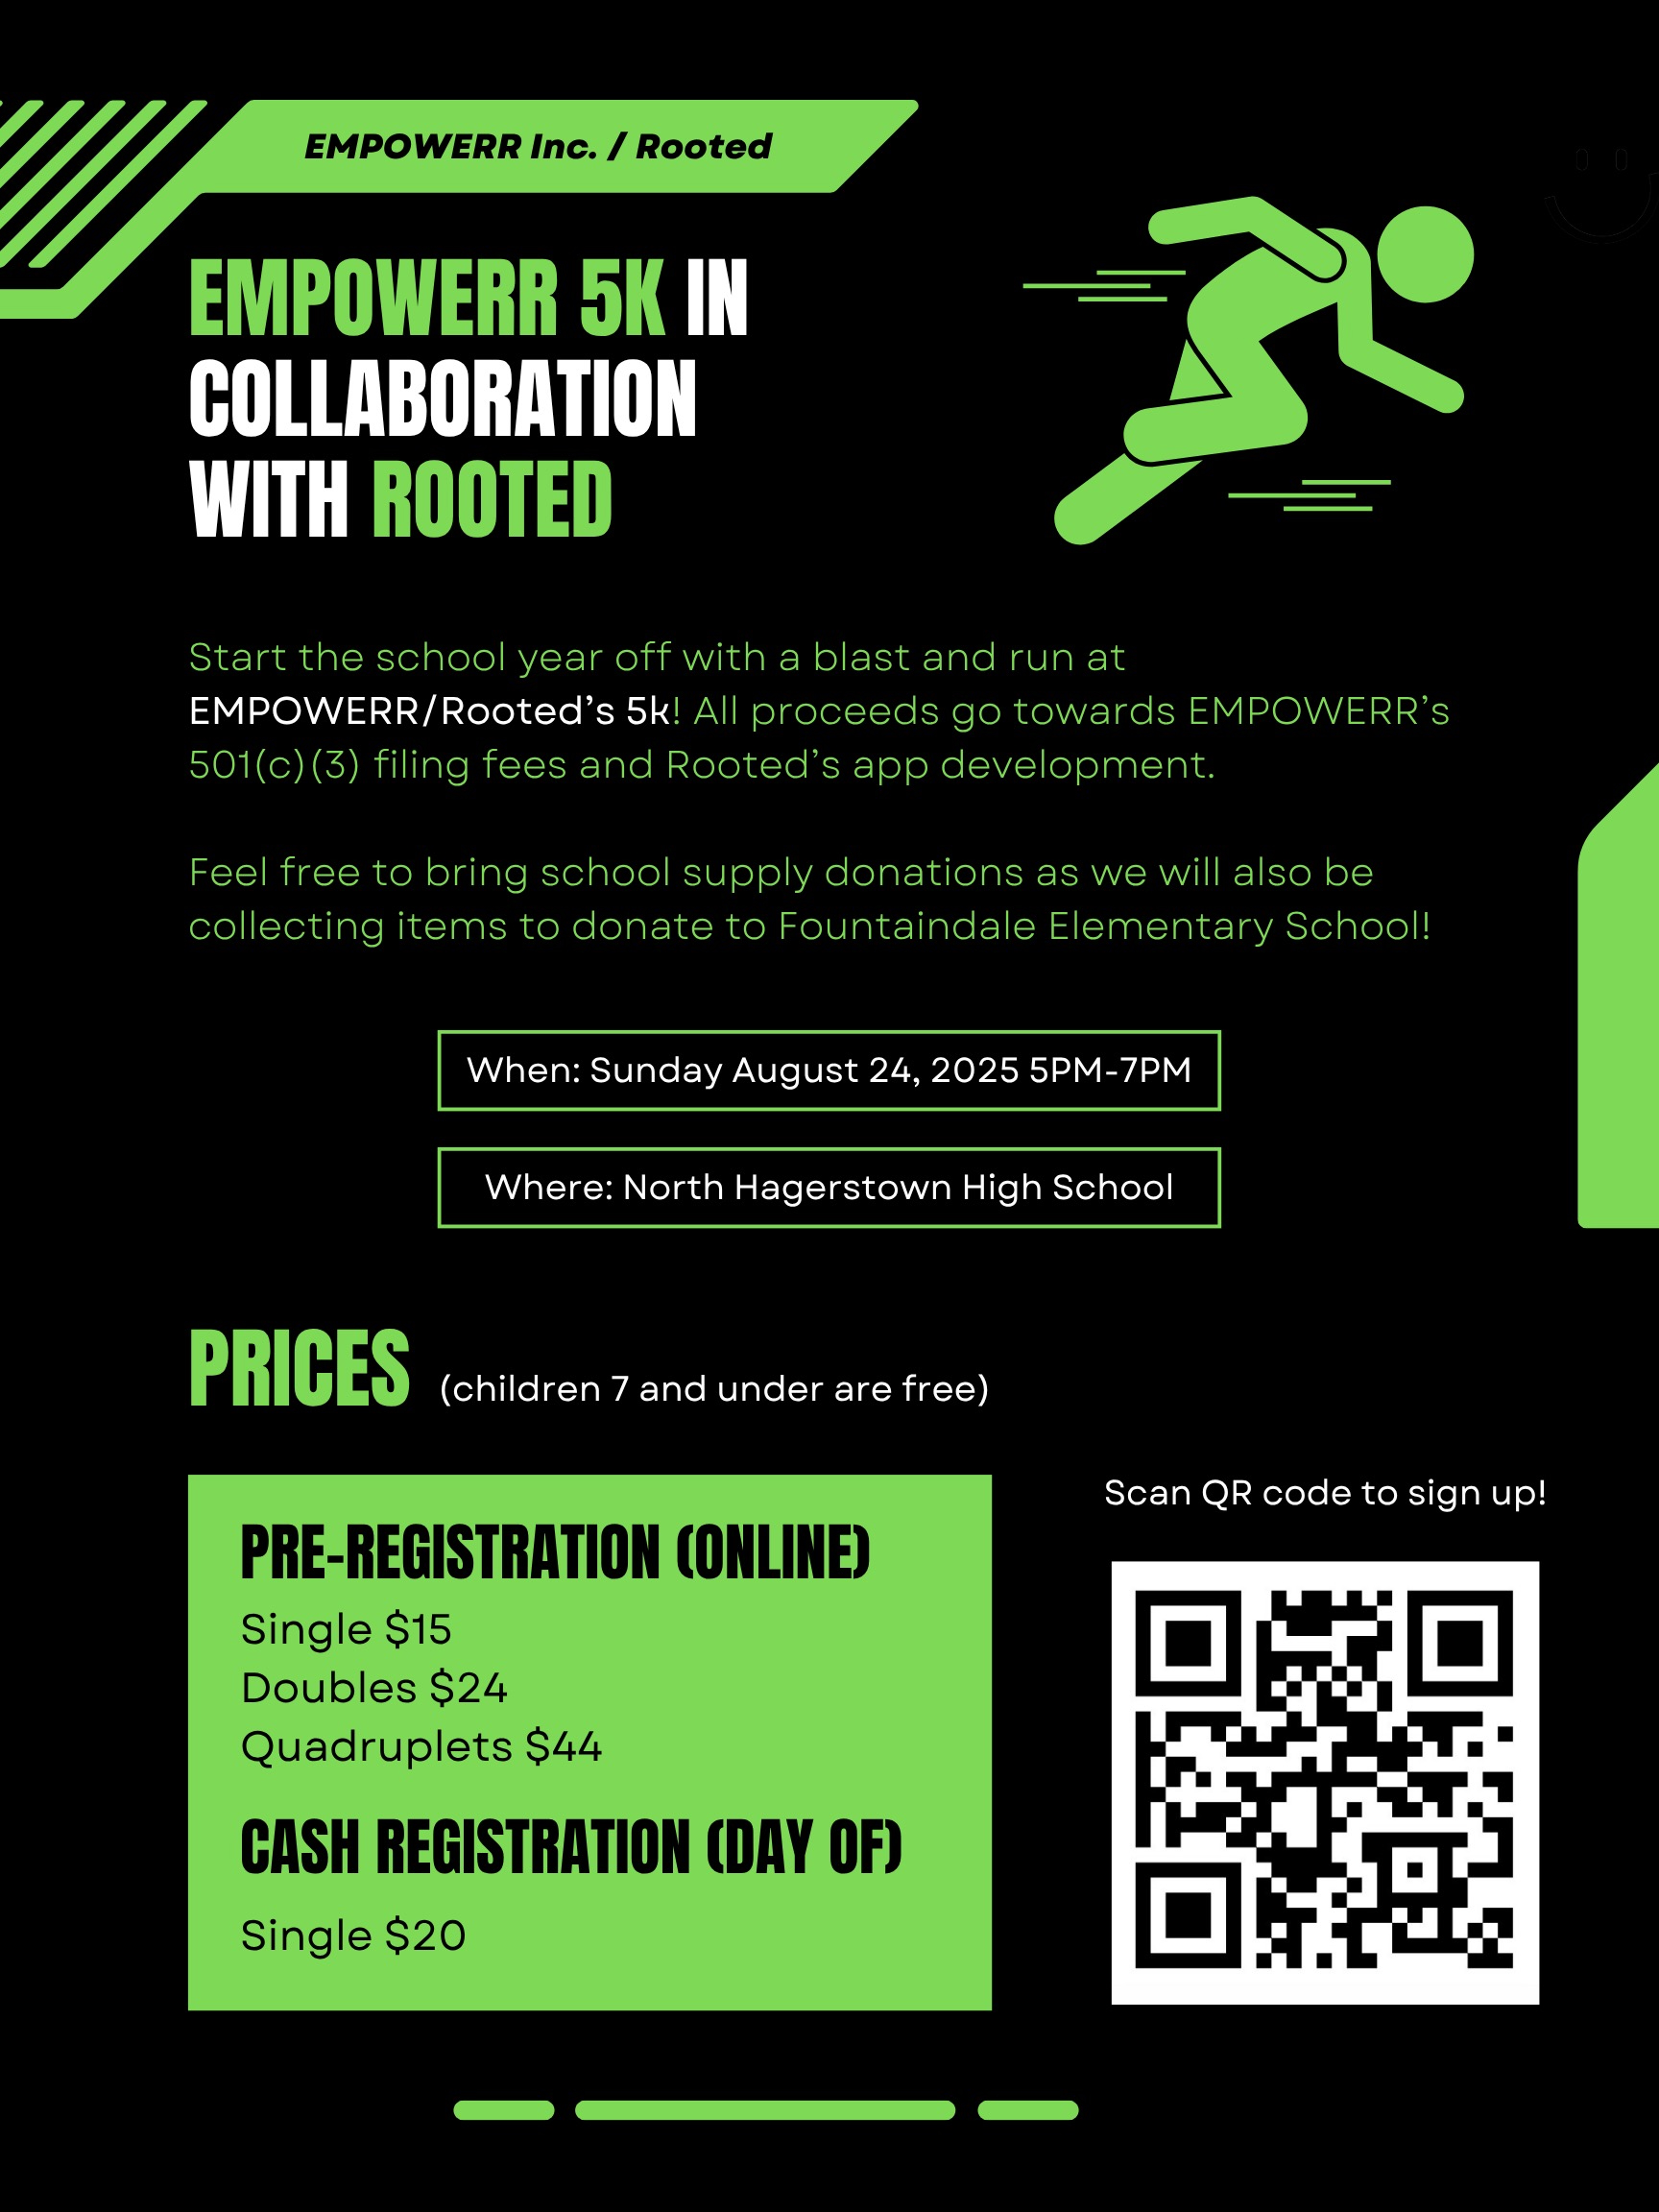 EMPOWERR Inc. / Rooted
EMPOWERR 5K IN
COLLABORATION
WITH ROOTED
Start the school year off with a blast and run at
EMPOWERR/Rooted’s 5k! All proceeds go towards EMPOWERR’s
501(c)(3) filing fees and Rooted’s app development.
Feel free to bring school supply donations as we will also be
collecting items to donate to Fountaindale Elementary School!
When: Sunday August 24, 2025 5PM-7PM
Where: North Hagerstown High School
PRICES (children 7 and under are free)
PRE-REGISTRATION (ONLINE)
Single $15
Doubles $24
Quadruplets $44
CASH REGISTRATION (DAY OF)
Single $20
Scan QR code to sign up!